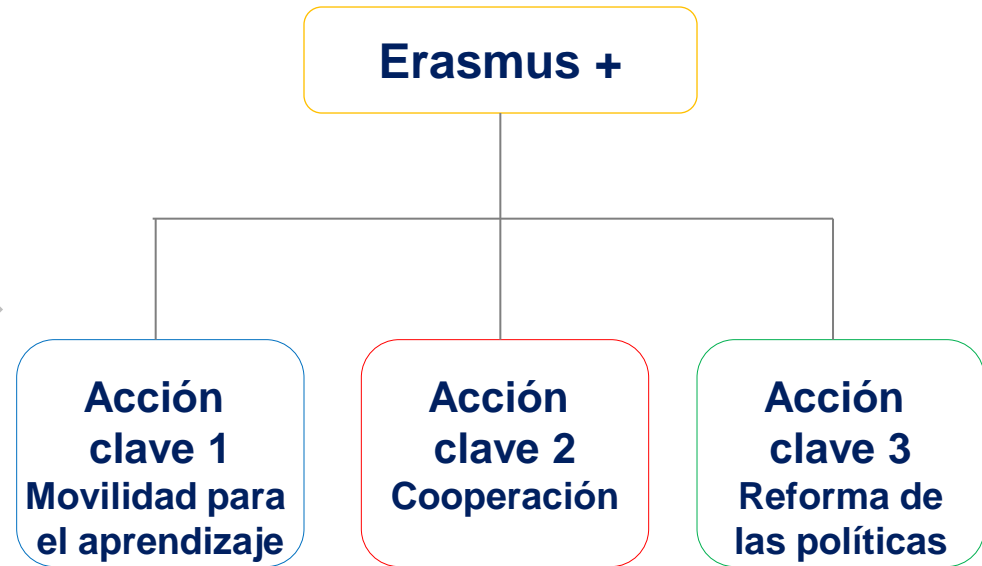 Erasmus +
Acción
clave 1
Movilidad para
el aprendizaje
Acción
clave 2
Cooperación
Acción
clave 3
Reforma de
las políticas